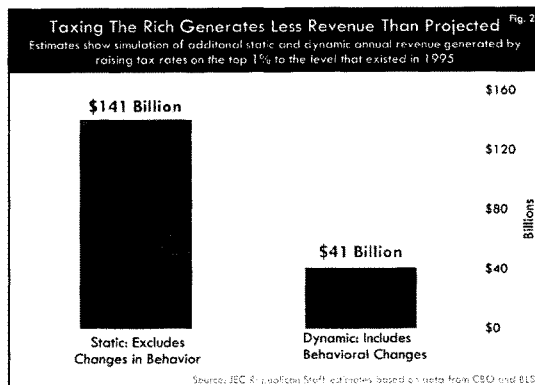 Taxing The Rich Generates Less Revenue Than Projected
Fig. 2
Estimates show simulation of additonal static and dynamic annual revenue generated by
raising tax rates on the top 1% to the level that existed in 1995
$141 Billion
$41 Billion
$160
$120
$80
$40
$0
Billions
Static: Excludes
Changes in Behavior
Dynamic: Includes
Behavioral Changes
Source: JEC Republican Staff estimates based on data from CBO and BLS